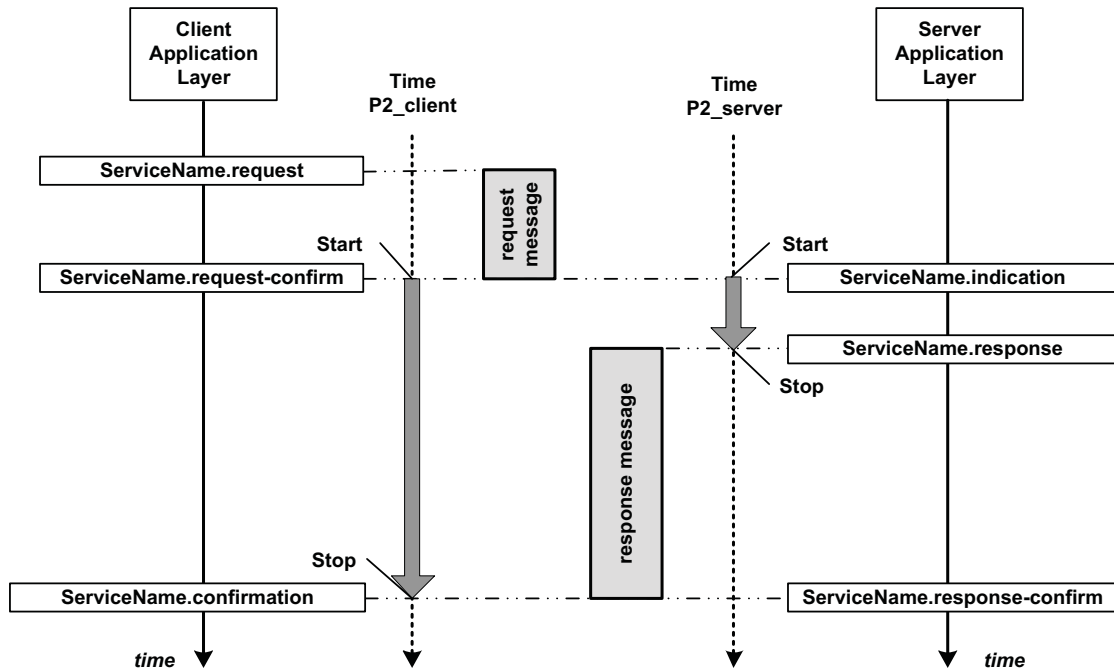 Client
Application
Layer
Server
Application
Layer
Time
P2_client
Time
P2_server
ServiceName.request
request
message
Start
Start
ServiceName.request-confirm
ServiceName.indication
ServiceName.response
Stop
response message
Stop
ServiceName.confirmation
ServiceName.response-confirm
time
time